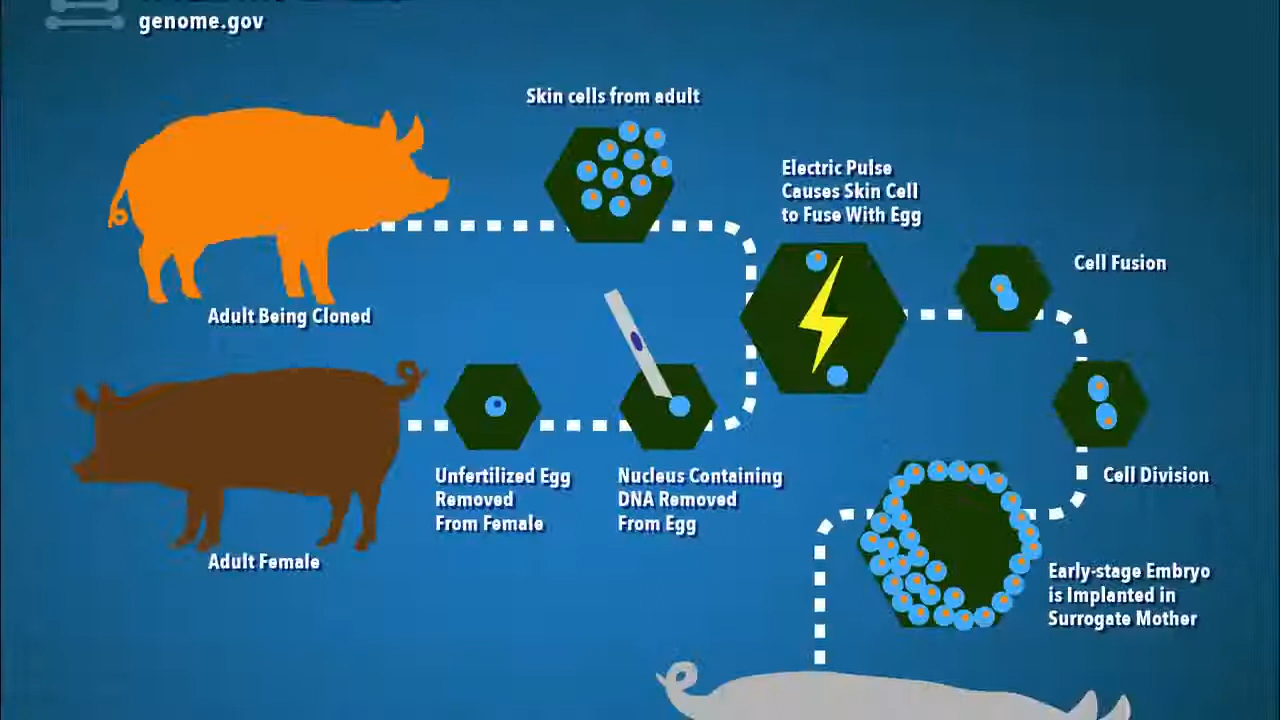 genome.gov
Skin cells from adult
Electric Pulse
Causes Skin Cell
to Fuse With Egg
Cell Fusion
Adult Being Cloned
Unfertilized Egg
Removed
From Female
Nucleus Containing
DNA Removed
From Egg
Cell Division
Adult Female
Early-stage Embryo
is Implanted in
Surrogate Mother